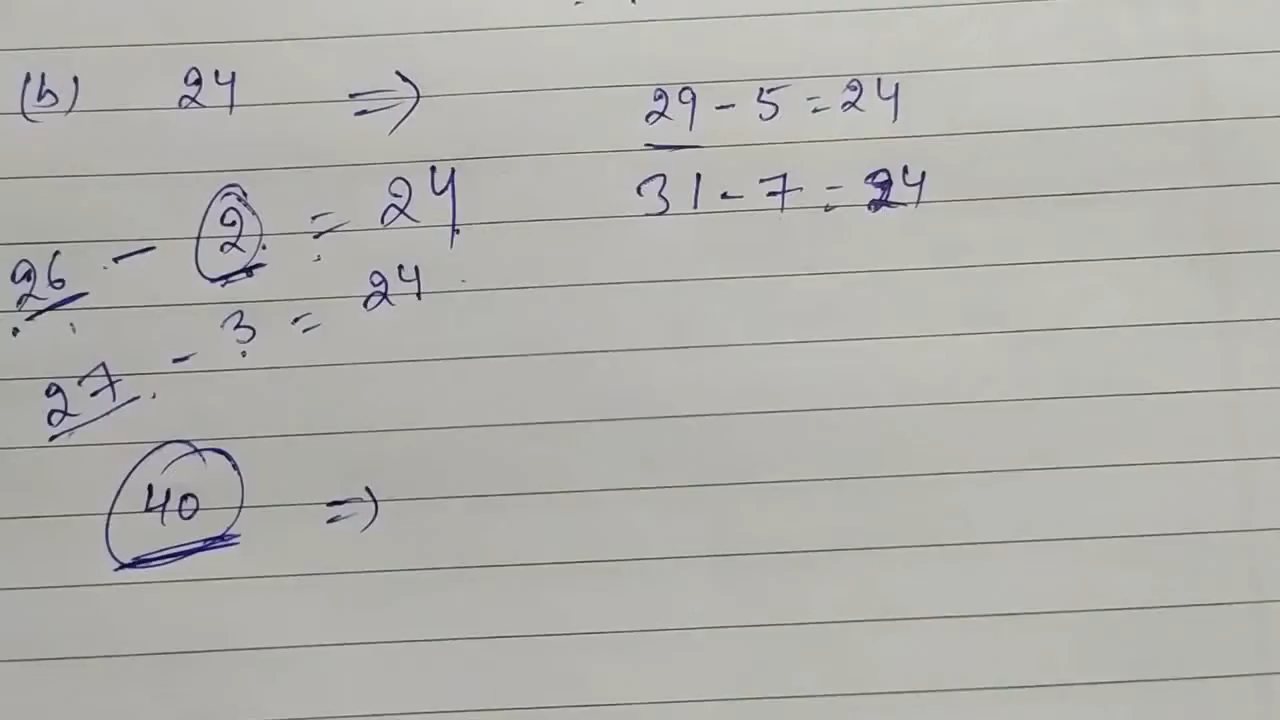 (b) 24 ⇒ 29 - 5 = 24
31 - 7 = 24
26 - 2 = 24
27 - 3 = 24
40 ⇒